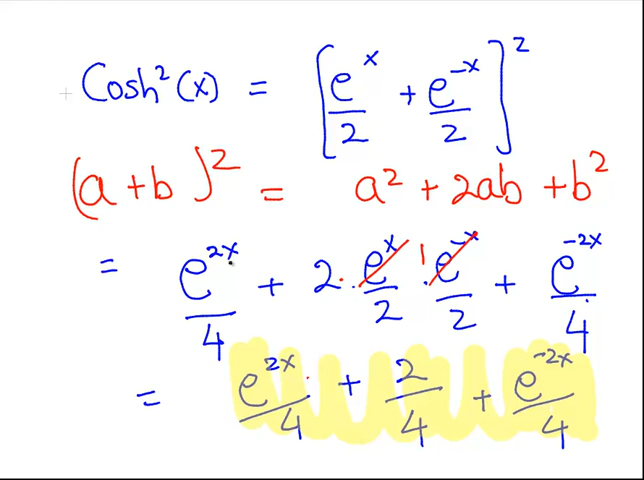 Cosh²(x) = [e^x/2 + e^-x/2]²
(a + b)² = a² + 2ab + b²
= e^2x/4 + 2 · e^x/2 · e^-x/2 1 + e^-2x/4
= e^2x/4 + 2/4 + e^-2x/4